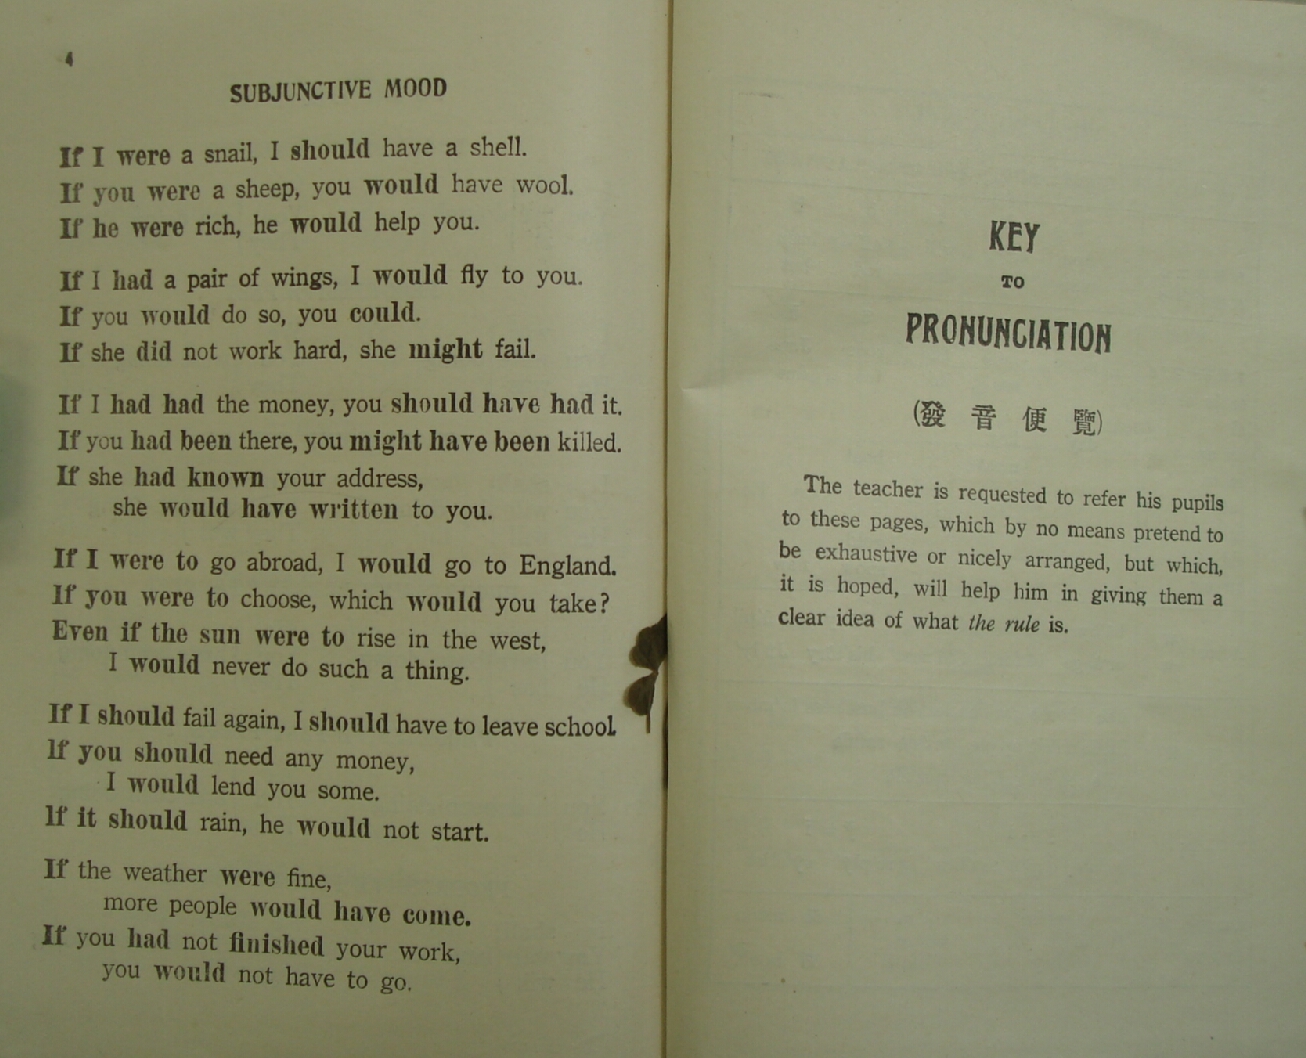 4
SUBJUNCTIVE MOOD
If I were a snail, I should have a shell.
If you were a sheep, you would have wool.
If he were rich, he would help you.
If I had a pair of wings, I would fly to you.
If you would do so, you could.
If she did not work hard, she might fail.
If I had had the money, you should have had it.
If you had been there, you might have been killed.
If she had known your address,
she would have written to you.
If I were to go abroad, I would go to England.
If you were to choose, which would you take?
Even if the sun were to rise in the west,
I would never do such a thing.
If I should fail again, I should have to leave school.
If you should need any money,
I would lend you some.
If it should rain, he would not start.
If the weather were fine,
more people would have come.
If you had not finished your work,
you would not have to go.
KEY
TO
PRONUNCIATION
(發音便覽)
The teacher is requested to refer his pupils
to these pages, which by no means pretend to
be exhaustive or nicely arranged, but which,
it is hoped, will help him in giving them a
clear idea of what the rule is.